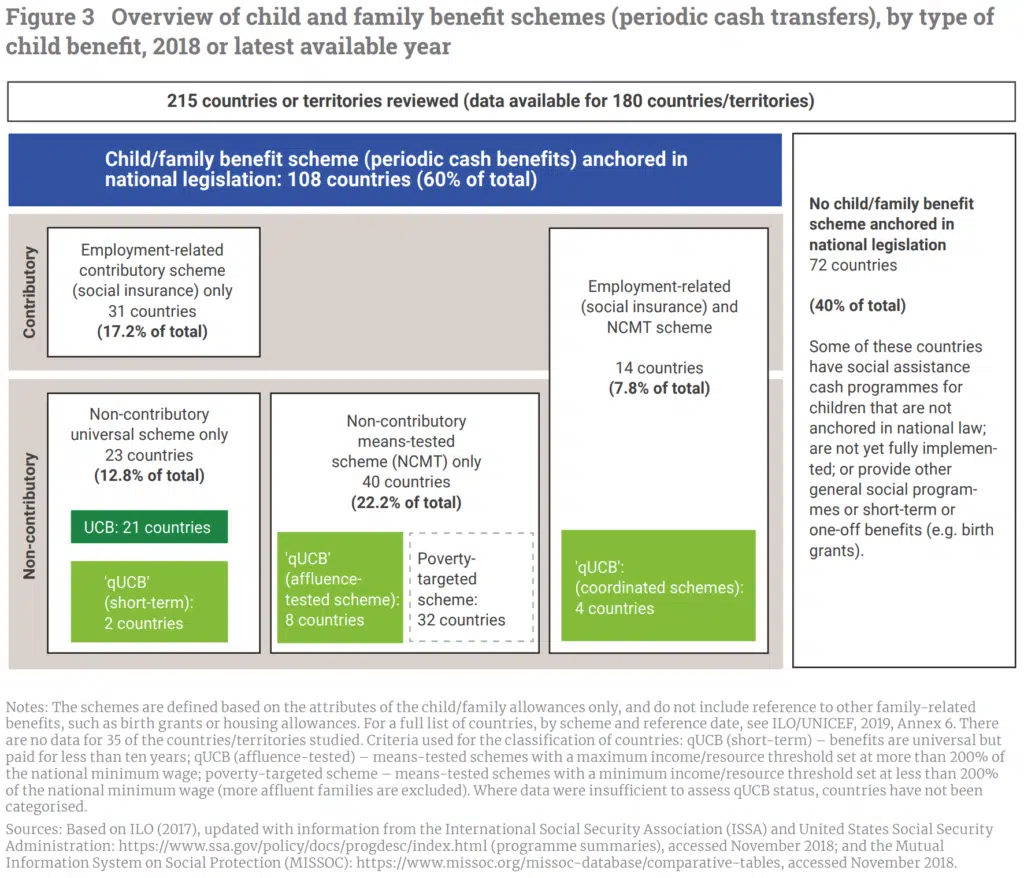 Figure 3 Overview of child and family benefit schemes (periodic cash transfers), by type of
child benefit, 2018 or latest available year
215 countries or territories reviewed (data available for 180 countries/territories)
Child/family benefit scheme (periodic cash benefits) anchored in
national legislation: 108 countries (60% of total)
Contributory
Employment-related
contributory scheme
(social insurance) only
31 countries
(17.2% of total)
Employment-related
(social insurance) and
NCMT scheme
14 countries
(7.8% of total)
Non-contributory
Non-contributory
universal scheme only
23 countries
(12.8% of total)
UCB: 21 countries
'qUCB'
(short-term):
2 countries
Non-contributory
means-tested
scheme (NCMT) only
40 countries
(22.2% of total)
'qUCB'
(affluence-
tested scheme):
8 countries
Poverty-
targeted
scheme:
32 countries
'qUCB':
(coordinated schemes):
4 countries
No child/family benefit
scheme anchored in
national legislation
72 countries
(40% of total)
Some of these countries
have social assistance
cash programmes for
children that are not
anchored in national law;
are not yet fully implemen-
ted; or provide other
general social program-
mes or short-term or
one-off benefits (e.g. birth
grants).
Notes: The schemes are defined based on the attributes of the child/family allowances only, and do not include reference to other family-related
benefits, such as birth grants or housing allowances. For a full list of countries, by scheme and reference date, see ILO/UNICEF, 2019, Annex 6. There
are no data for 35 of the countries/territories studied. Criteria used for the classification of countries: qUCB (short-term) – benefits are universal but
paid for less than ten years; qUCB (affluence-tested) – means-tested schemes with a maximum income/resource threshold set at more than 200% of
the national minimum wage; poverty-targeted scheme – means-tested schemes with a minimum income/resource threshold set at less than 200%
of the national minimum wage (more affluent families are excluded). Where data were insufficient to assess qUCB status, countries have not been
categorised.
Sources: Based on ILO (2017), updated with information from the International Social Security Association (ISSA) and United States Social Security
Administration: https://www.ssa.gov/policy/docs/progdesc/index.html (programme summaries), accessed November 2018; and the Mutual
Information System on Social Protection (MISSOC): https://www.missoc.org/missoc-database/comparative-tables, accessed November 2018.